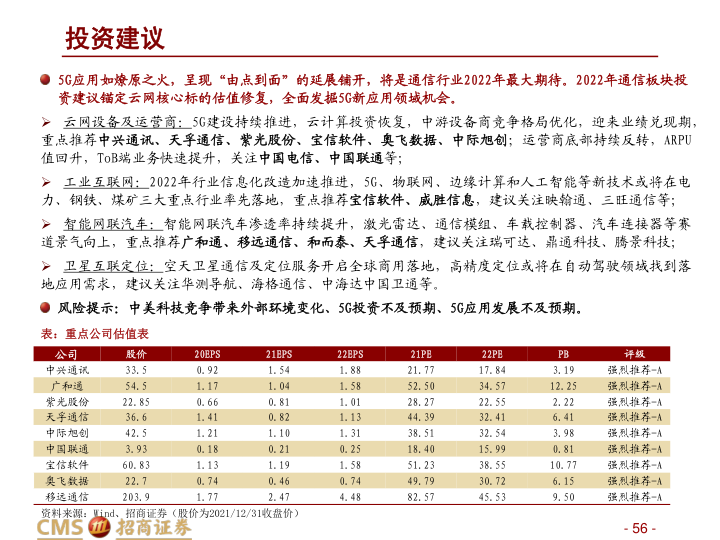 投资建议
5G应用如燎原之火，呈现“由点到面”的延展铺开，将是通信行业2022年最大期待。2022年通信板块投
资建议锚定云网核心标的估值修复，全面发掘5G新应用领域机会。
➢ 云网设备及运营商：5G建设持续推进，云计算投资恢复，中游设备商竞争格局优化，迎来业绩兑现期，
重点推荐中兴通讯、天孚通信、紫光股份、宝信软件、奥飞数据、中际旭创；运营商底部持续反转，ARPU
值回升，ToB端业务快速提升，关注中国电信、中国联通等；
➢ 工业互联网：2022年行业信息化改造加速推进，5G、物联网、边缘计算和人工智能等新技术或将在电
力、钢铁、煤矿三大重点行业率先落地，重点推荐宝信软件、威胜信息，建议关注映翰通、三旺通信等；
➢ 智能网联汽车：智能网联汽车渗透率持续提升，激光雷达、通信模组、车载控制器、汽车连接器等赛
道景气向上，重点推荐广和通、移远通信、和而泰、天孚通信，建议关注瑞可达、鼎通科技、腾景科技；
➢ 卫星互联定位：空天卫星通信及定位服务开启全球商用落地，高精度定位或将在自动驾驶领域找到落
地应用需求，建议关注华测导航、海格通信、中海达中国卫通等。
风险提示：中美科技竞争带来外部环境变化、5G投资不及预期、5G应用发展不及预期。
表：重点公司估值表
公司 股价 20EPS 21EPS 22EPS 21PE 22PE PB 评级
中兴通讯 33.5 0.92 1.54 1.88 21.77 17.84 3.19 强烈推荐-A
广和通 54.5 1.17 1.04 1.58 52.50 34.57 12.25 强烈推荐-A
紫光股份 22.85 0.66 0.81 1.01 28.27 22.55 2.22 强烈推荐-A
天孚通信 36.6 1.41 0.82 1.13 44.39 32.41 6.41 强烈推荐-A
中际旭创 42.5 1.21 1.10 1.31 38.51 32.54 3.98 强烈推荐-A
中国联通 3.93 0.18 0.21 0.25 18.40 15.99 0.81 强烈推荐-A
宝信软件 60.83 1.13 1.19 1.58 51.23 38.55 10.77 强烈推荐-A
奥飞数据 22.7 0.74 0.46 0.74 49.79 30.72 6.15 强烈推荐-A
移远通信 203.9 1.77 2.47 4.48 82.57 45.53 9.50 强烈推荐-A
资料来源：Wind、招商证券（股价为2021/12/31收盘价）
CMS 招商证券
- 56 -